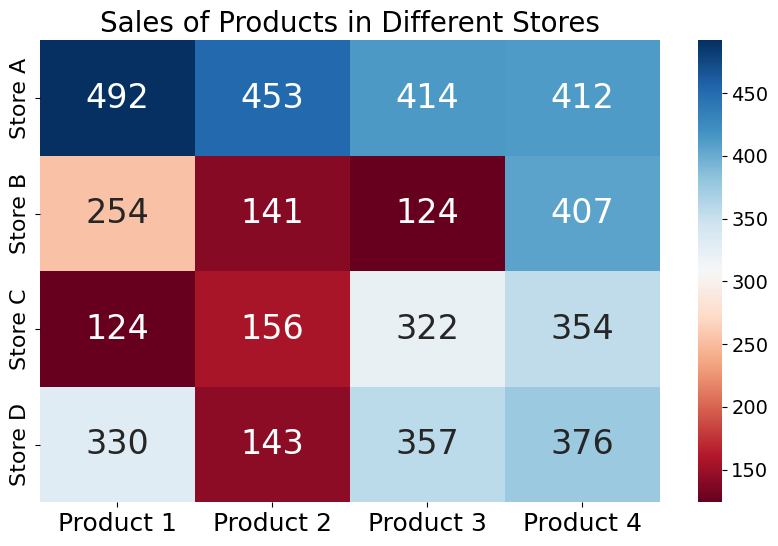 Sales of Products in Different Stores
Store A 492 453 414 412
Store B 254 141 124 407
Store C 124 156 322 354
Store D 330 143 357 376
Product 1 Product 2 Product 3 Product 4
450
400
350
300
250
200
150